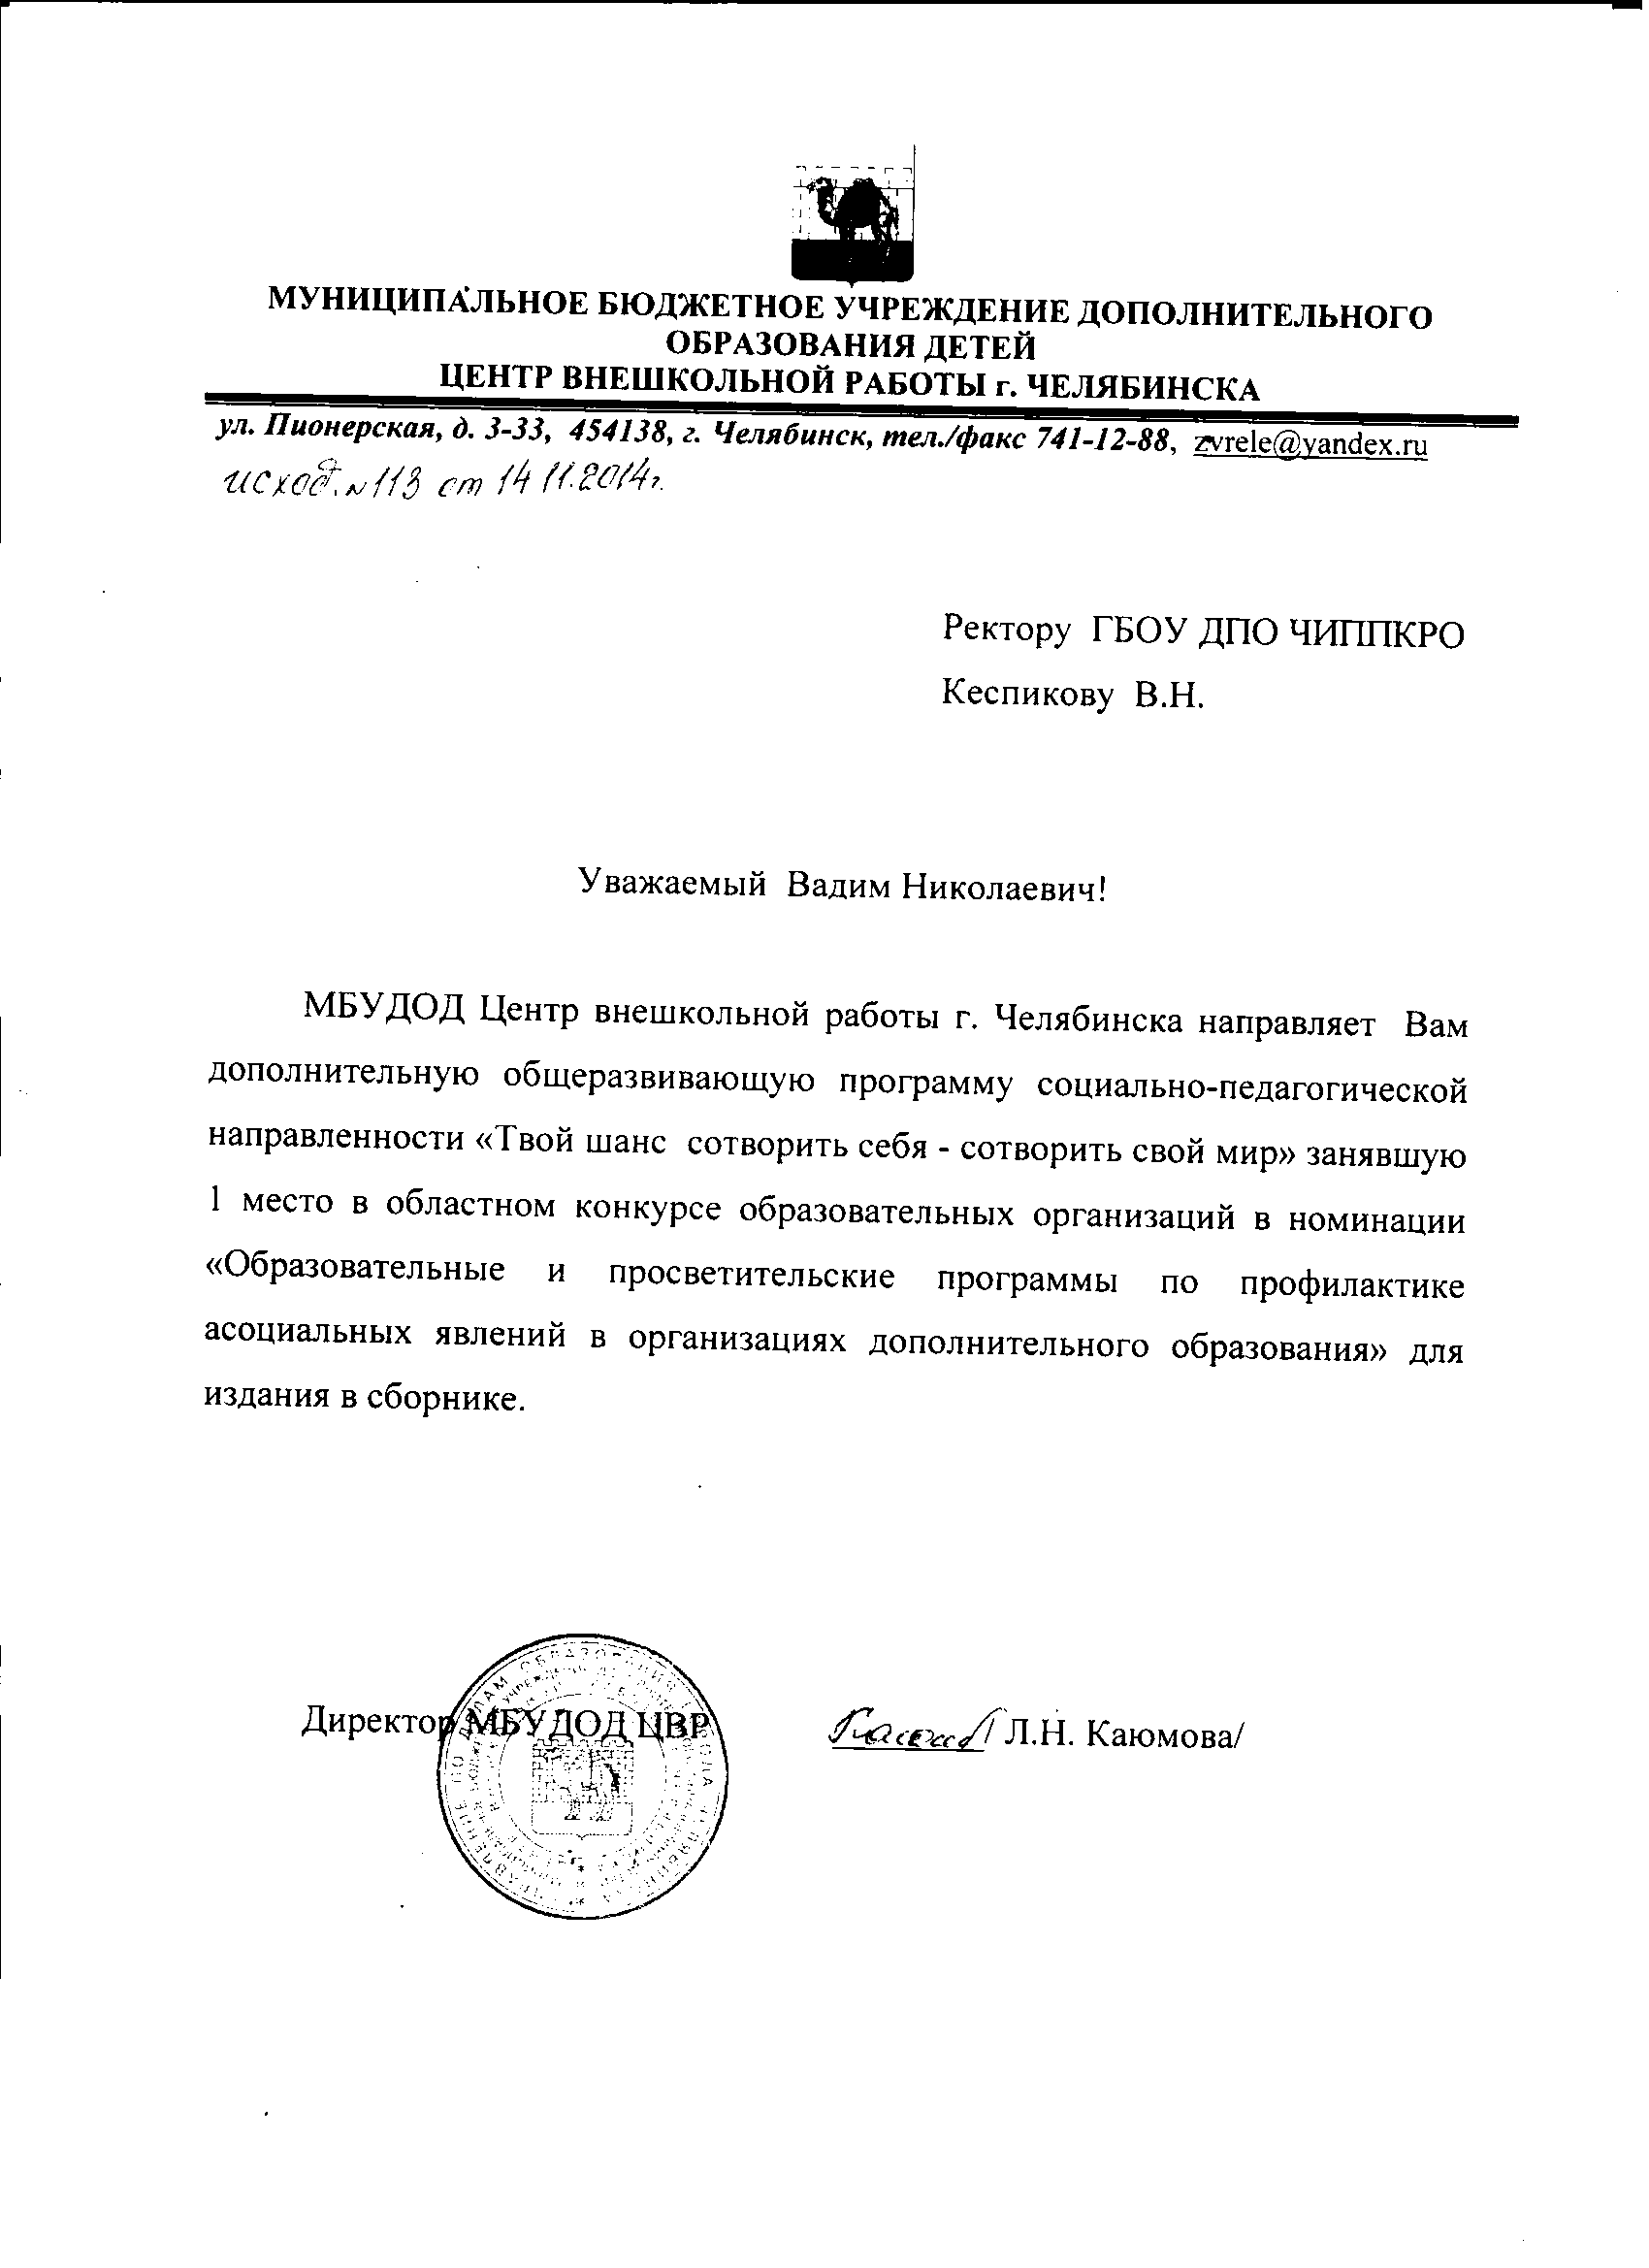 МУНИЦИПАЛЬНОЕ БЮДЖЕТНОЕ УЧРЕЖДЕНИЕ ДОПОЛНИТЕЛЬНОГО
ОБРАЗОВАНИЯ ДЕТЕЙ
ЦЕНТР ВНЕШКОЛЬНОЙ РАБОТЫ г. ЧЕЛЯБИНСКА
ул. Пионерская, д. 3-33, 454138, г. Челябинск, тел./факс 741-12-88, zvrele@yandex.ru
исход. № 113 от 14.11.2014г.
Ректору ГБОУ ДПО ЧИППКРО
Кеспикову В.Н.
Уважаемый Вадим Николаевич!
МБУДОД Центр внешкольной работы г. Челябинска направляет Вам
дополнительную общеразвивающую программу социально-педагогической
направленности «Твой шанс сотворить себя - сотворить свой мир» занявшую
1 место в областном конкурсе образовательных организаций в номинации
«Образовательные и просветительские программы по профилактике
асоциальных явлений в организациях дополнительного образования» для
издания в сборнике.
Директор МБУДОД ЦВР / Л.Н. Каюмова/